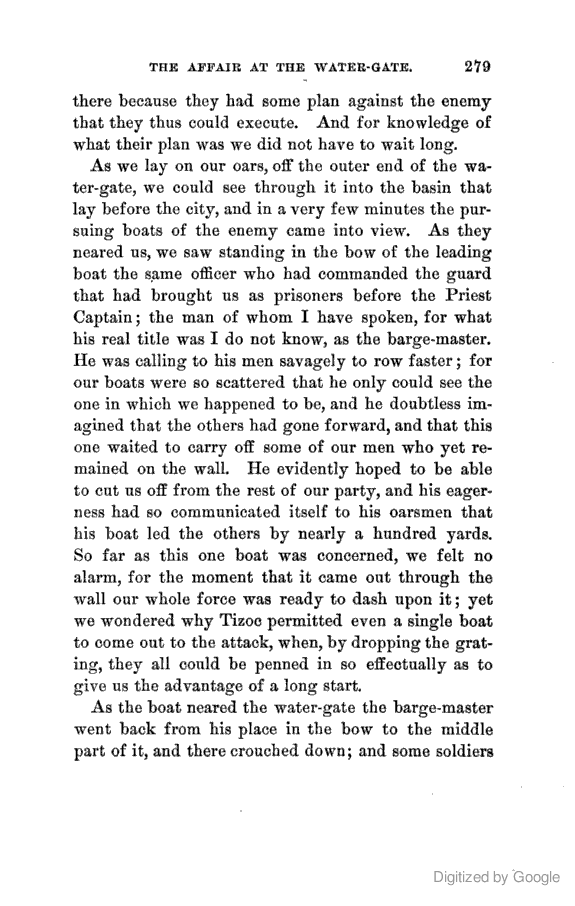 THE AFFAIR AT THE WATER-GATE. 279
there because they had some plan against the enemy
that they thus could execute. And for knowledge of
what their plan was we did not have to wait long.
As we lay on our oars, off the outer end of the wa-
ter-gate, we could see through it into the basin that
lay before the city, and in a very few minutes the pur-
suing boats of the enemy came into view. As they
neared us, we saw standing in the bow of the leading
boat the same officer who had commanded the guard
that had brought us as prisoners before the Priest
Captain; the man of whom I have spoken, for what
his real title was I do not know, as the barge-master.
He was calling to his men savagely to row faster; for
our boats were so scattered that he only could see the
one in which we happened to be, and he doubtless im-
agined that the others had gone forward, and that this
one waited to carry off some of our men who yet re-
mained on the wall. He evidently hoped to be able
to cut us off from the rest of our party, and his eager-
ness had so communicated itself to his oarsmen that
his boat led the others by nearly a hundred yards.
So far as this one boat was concerned, we felt no
alarm, for the moment that it came out through the
wall our whole force was ready to dash upon it; yet
we wondered why Tizoc permitted even a single boat
to come out to the attack, when, by dropping the grat-
ing, they all could be penned in so effectually as to
give us the advantage of a long start.
As the boat neared the water-gate the barge-master
went back from his place in the bow to the middle
part of it, and there crouched down; and some soldiers
Digitized by Google